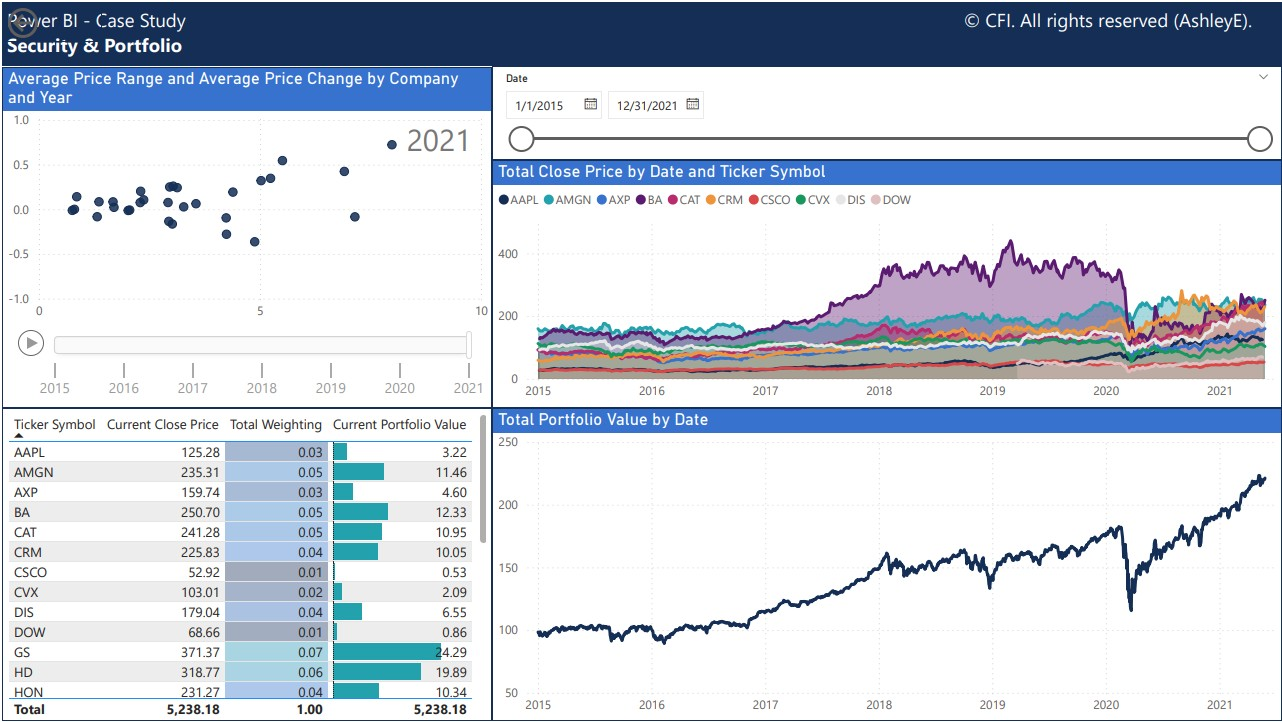 Power BI - Case Study
© CFI. All rights reserved (AshleyE).
Security & Portfolio
Average Price Range and Average Price Change by Company
and Year
1.0
0.5
0.0
-0.5
-1.0
0
5
10
2021
2015
2016
2017
2018
2019
2020
2021
Date
1/1/2015
12/31/2021
Total Close Price by Date and Ticker Symbol
AAPL AMGN AXP BA CAT CRM CSCO CVX DIS DOW
400
200
0
2015 2016 2017 2018 2019 2020 2021
Ticker Symbol Current Close Price Total Weighting Current Portfolio Value
AAPL 125.28 0.03 3.22
AMGN 235.31 0.05 11.46
AXP 159.74 0.03 4.60
BA 250.70 0.05 12.33
CAT 241.28 0.05 10.95
CRM 225.83 0.04 10.05
CSCO 52.92 0.01 0.53
CVX 103.01 0.02 2.09
DIS 179.04 0.04 6.55
DOW 68.66 0.01 0.86
GS 371.37 0.07 24.29
HD 318.77 0.06 19.89
HON 231.27 0.04 10.34
Total 5,238.18 1.00 5,238.18
Total Portfolio Value by Date
250
200
150
100
50
2015 2016 2017 2018 2019 2020 2021